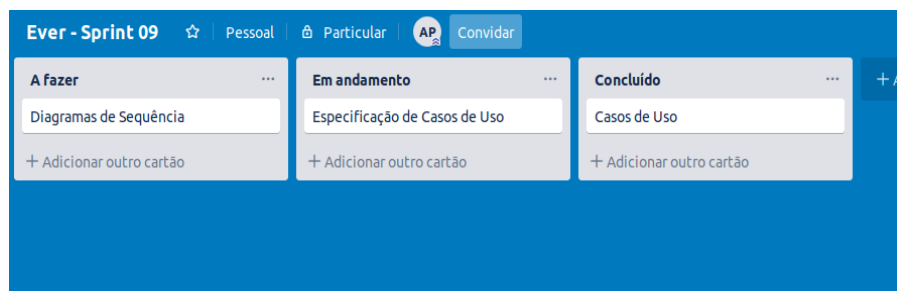 Ever - Sprint 09 Pessoal Particular AP Convidar
A fazer ... Em andamento ... Concluído ...
Diagramas de Sequência Especificação de Casos de Uso Casos de Uso
+ Adicionar outro cartão + Adicionar outro cartão + Adicionar outro cartão